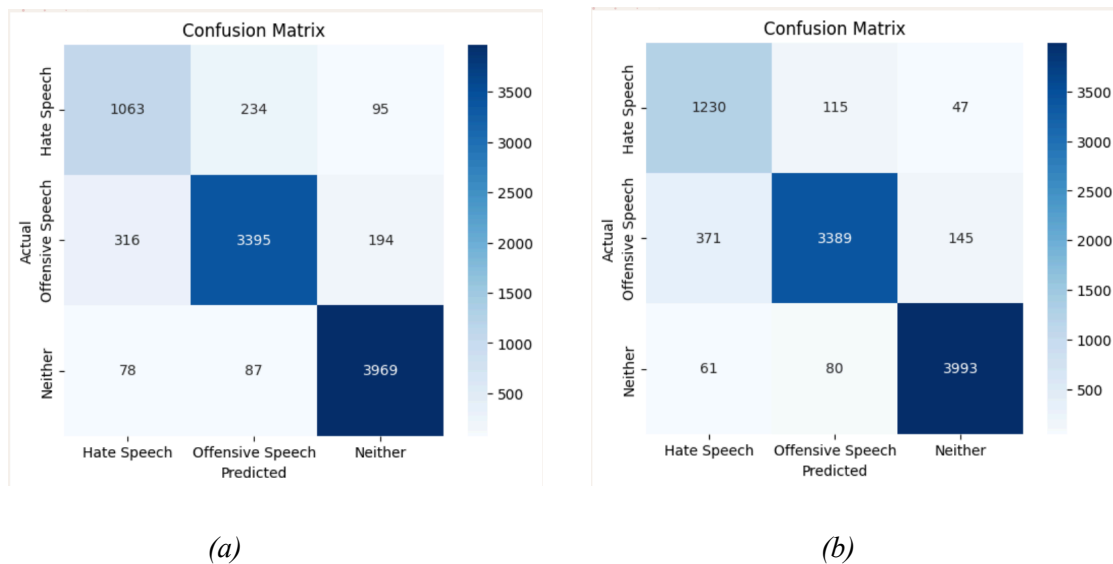 Confusion Matrix
Hate Speech 1063 234 95
Offensive Speech 316 3395 194
Neither 78 87 3969
Actual
Hate Speech Offensive Speech Neither
Predicted
3500
3000
2500
2000
1500
1000
500
(a)
Confusion Matrix
Hate Speech 1230 115 47
Offensive Speech 371 3389 145
Neither 61 80 3993
Actual
Hate Speech Offensive Speech Neither
Predicted
3500
3000
2500
2000
1500
1000
500
(b)